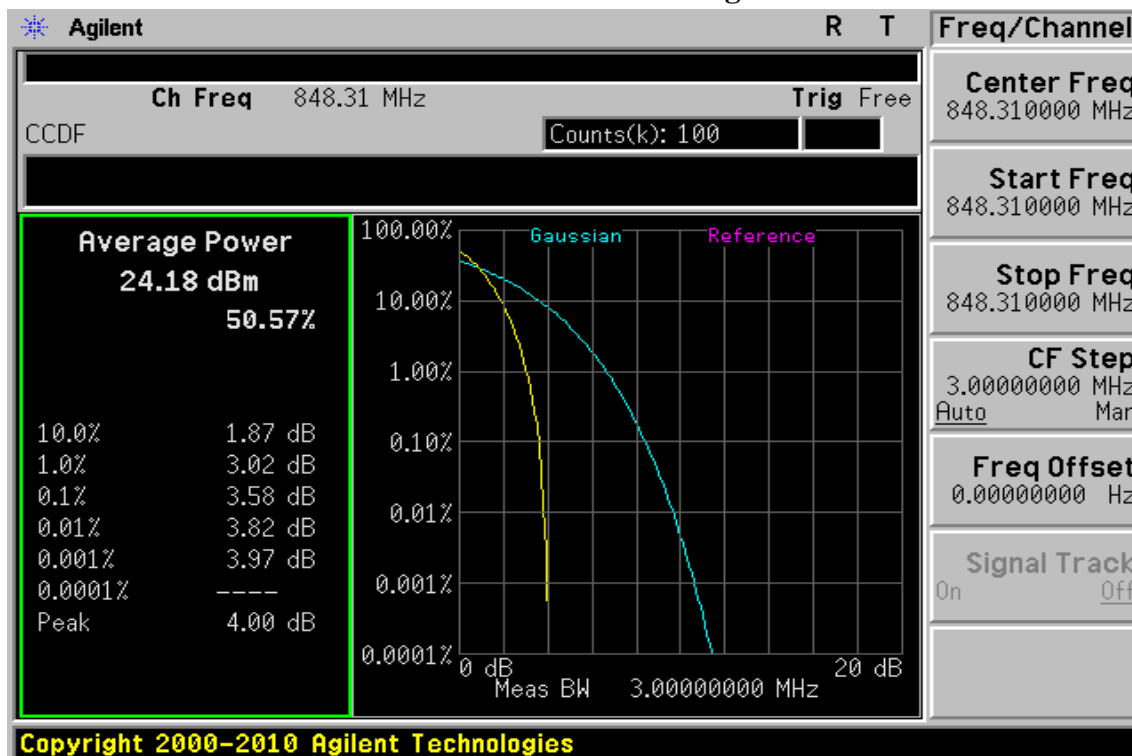 Agilent R T
Freq/Channel
Ch Freq 848.31 MHz Trig Free
CCDF Counts(k): 100
Average Power
24.18 dBm
50.57%
10.0% 1.87 dB
1.0% 3.02 dB
0.1% 3.58 dB
0.01% 3.82 dB
0.001% 3.97 dB
0.0001% ----
Peak 4.00 dB
Gaussian Reference
100.00%
10.00%
1.00%
0.10%
0.01%
0.001%
0.0001%
0 dB 20 dB
Meas BW 3.00000000 MHz
Center Freq
848.310000 MHz
Start Freq
848.310000 MHz
Stop Freq
848.310000 MHz
CF Step
3.00000000 MHz
Auto Man
Freq Offset
0.00000000 Hz
Signal Track
On Off
Copyright 2000-2010 Agilent Technologies